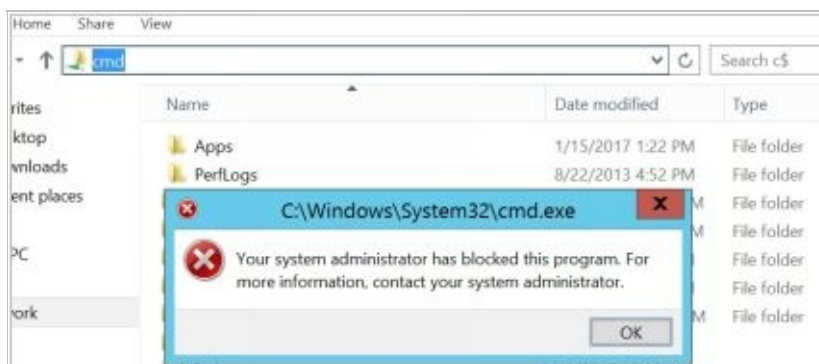 Home Share View
cmd
Search c$
rites
Name Date modified Type
ktop
Apps 1/15/2017 1:22 PM File folder
wnloads
PerfLogs 8/22/2013 4:52 PM File folder
ent places
M File folder
C:\Windows\System32\cmd.exe
M File folder
PC
Your system administrator has blocked this program. For
more information, contact your system administrator.
File folder
File folder
ork
M File folder
OK